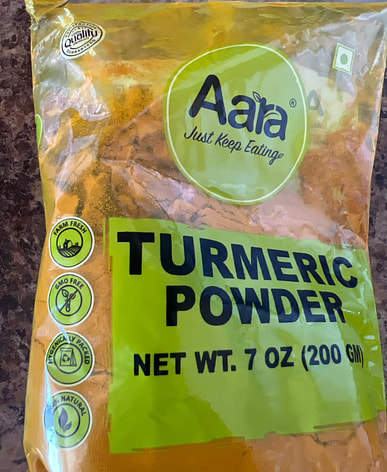 Quality
Aara®
Just Keep Eating
TURMERIC
POWDER
NET WT. 7 OZ (200 GM)
FARM FRESH
GMO FREE
HYGIENICALLY PACKED
NATURAL